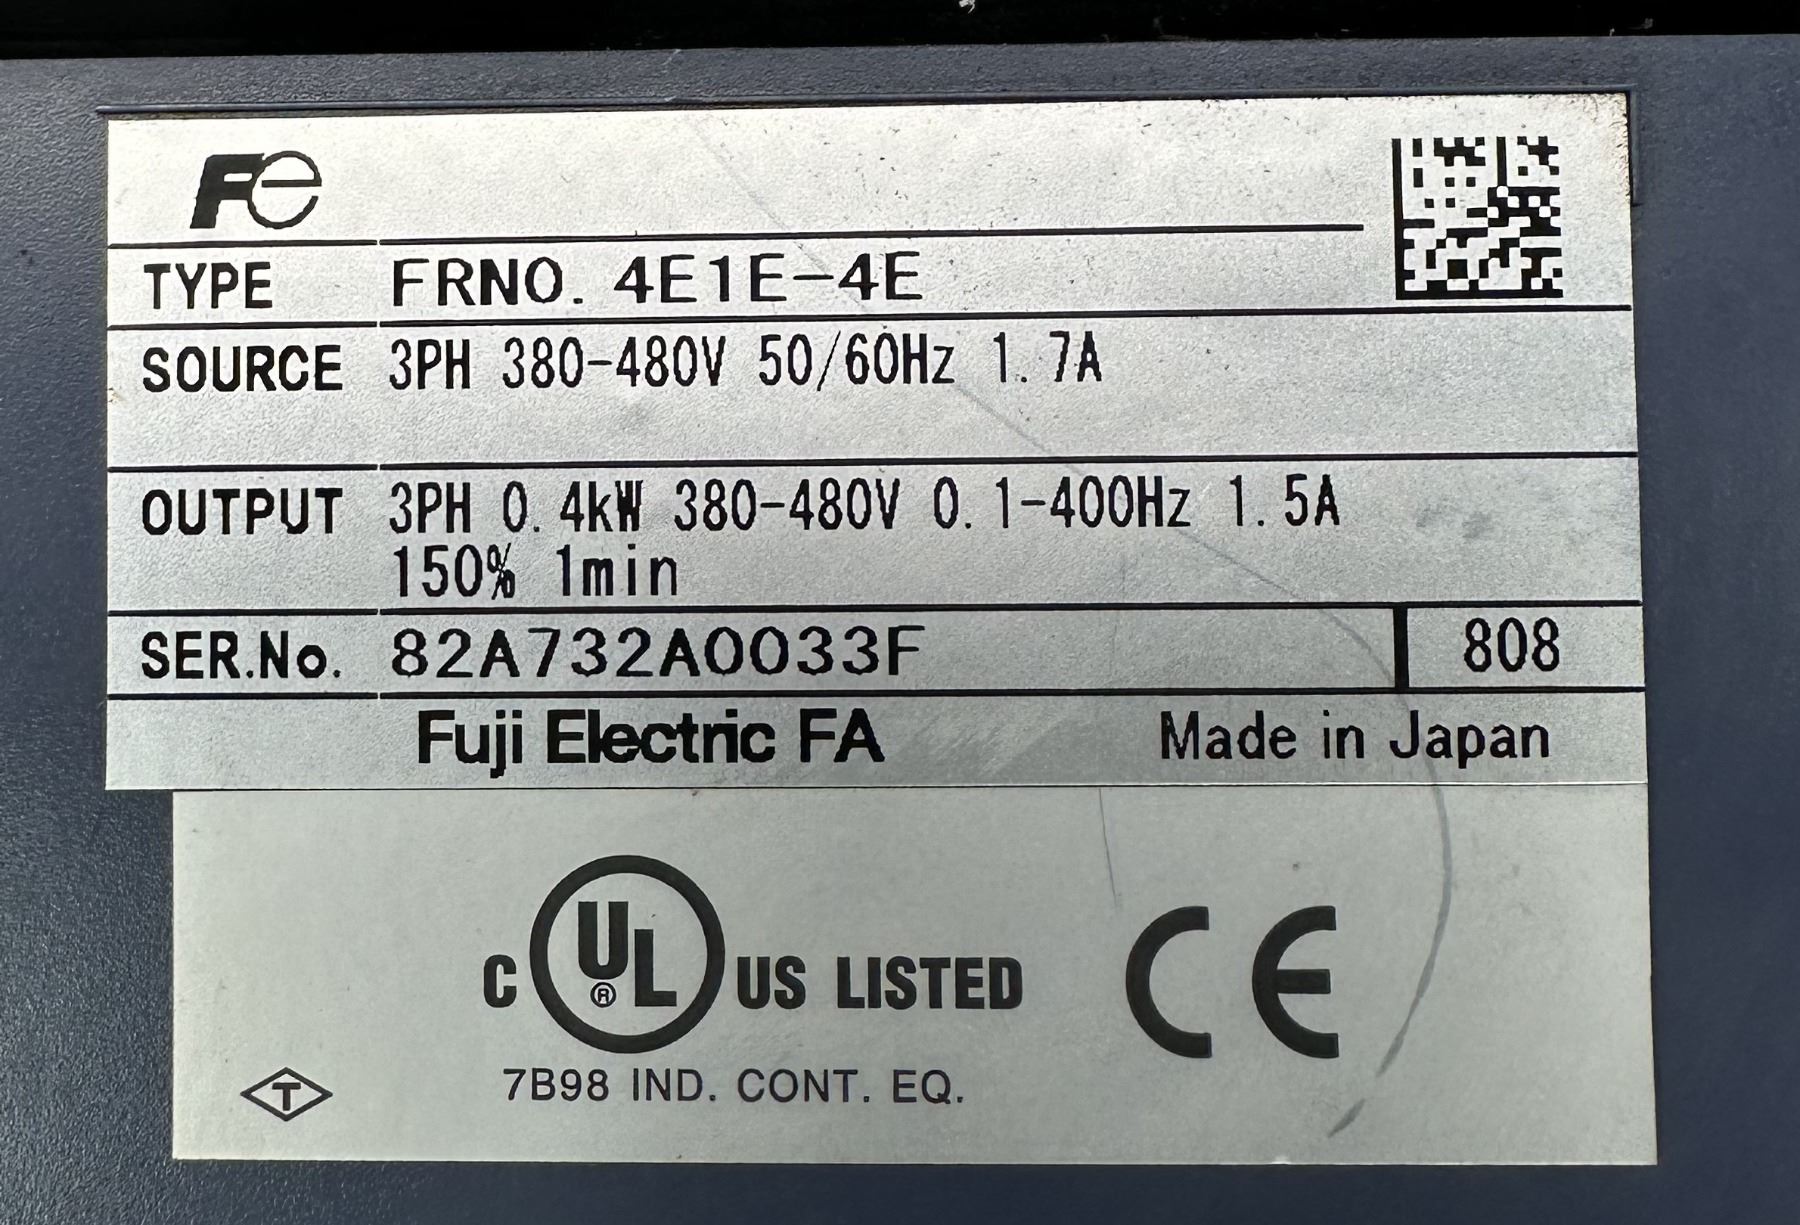 Fe
TYPE FRN0. 4E1E-4E
SOURCE 3PH 380-480V 50/60Hz 1. 7A
OUTPUT 3PH 0. 4kW 380-480V 0. 1-400Hz 1. 5A
150% 1min
SER.No. 82A732A0033F 808
Fuji Electric FA Made in Japan
C UL® US LISTED CE
T 7B98 IND. CONT. EQ.